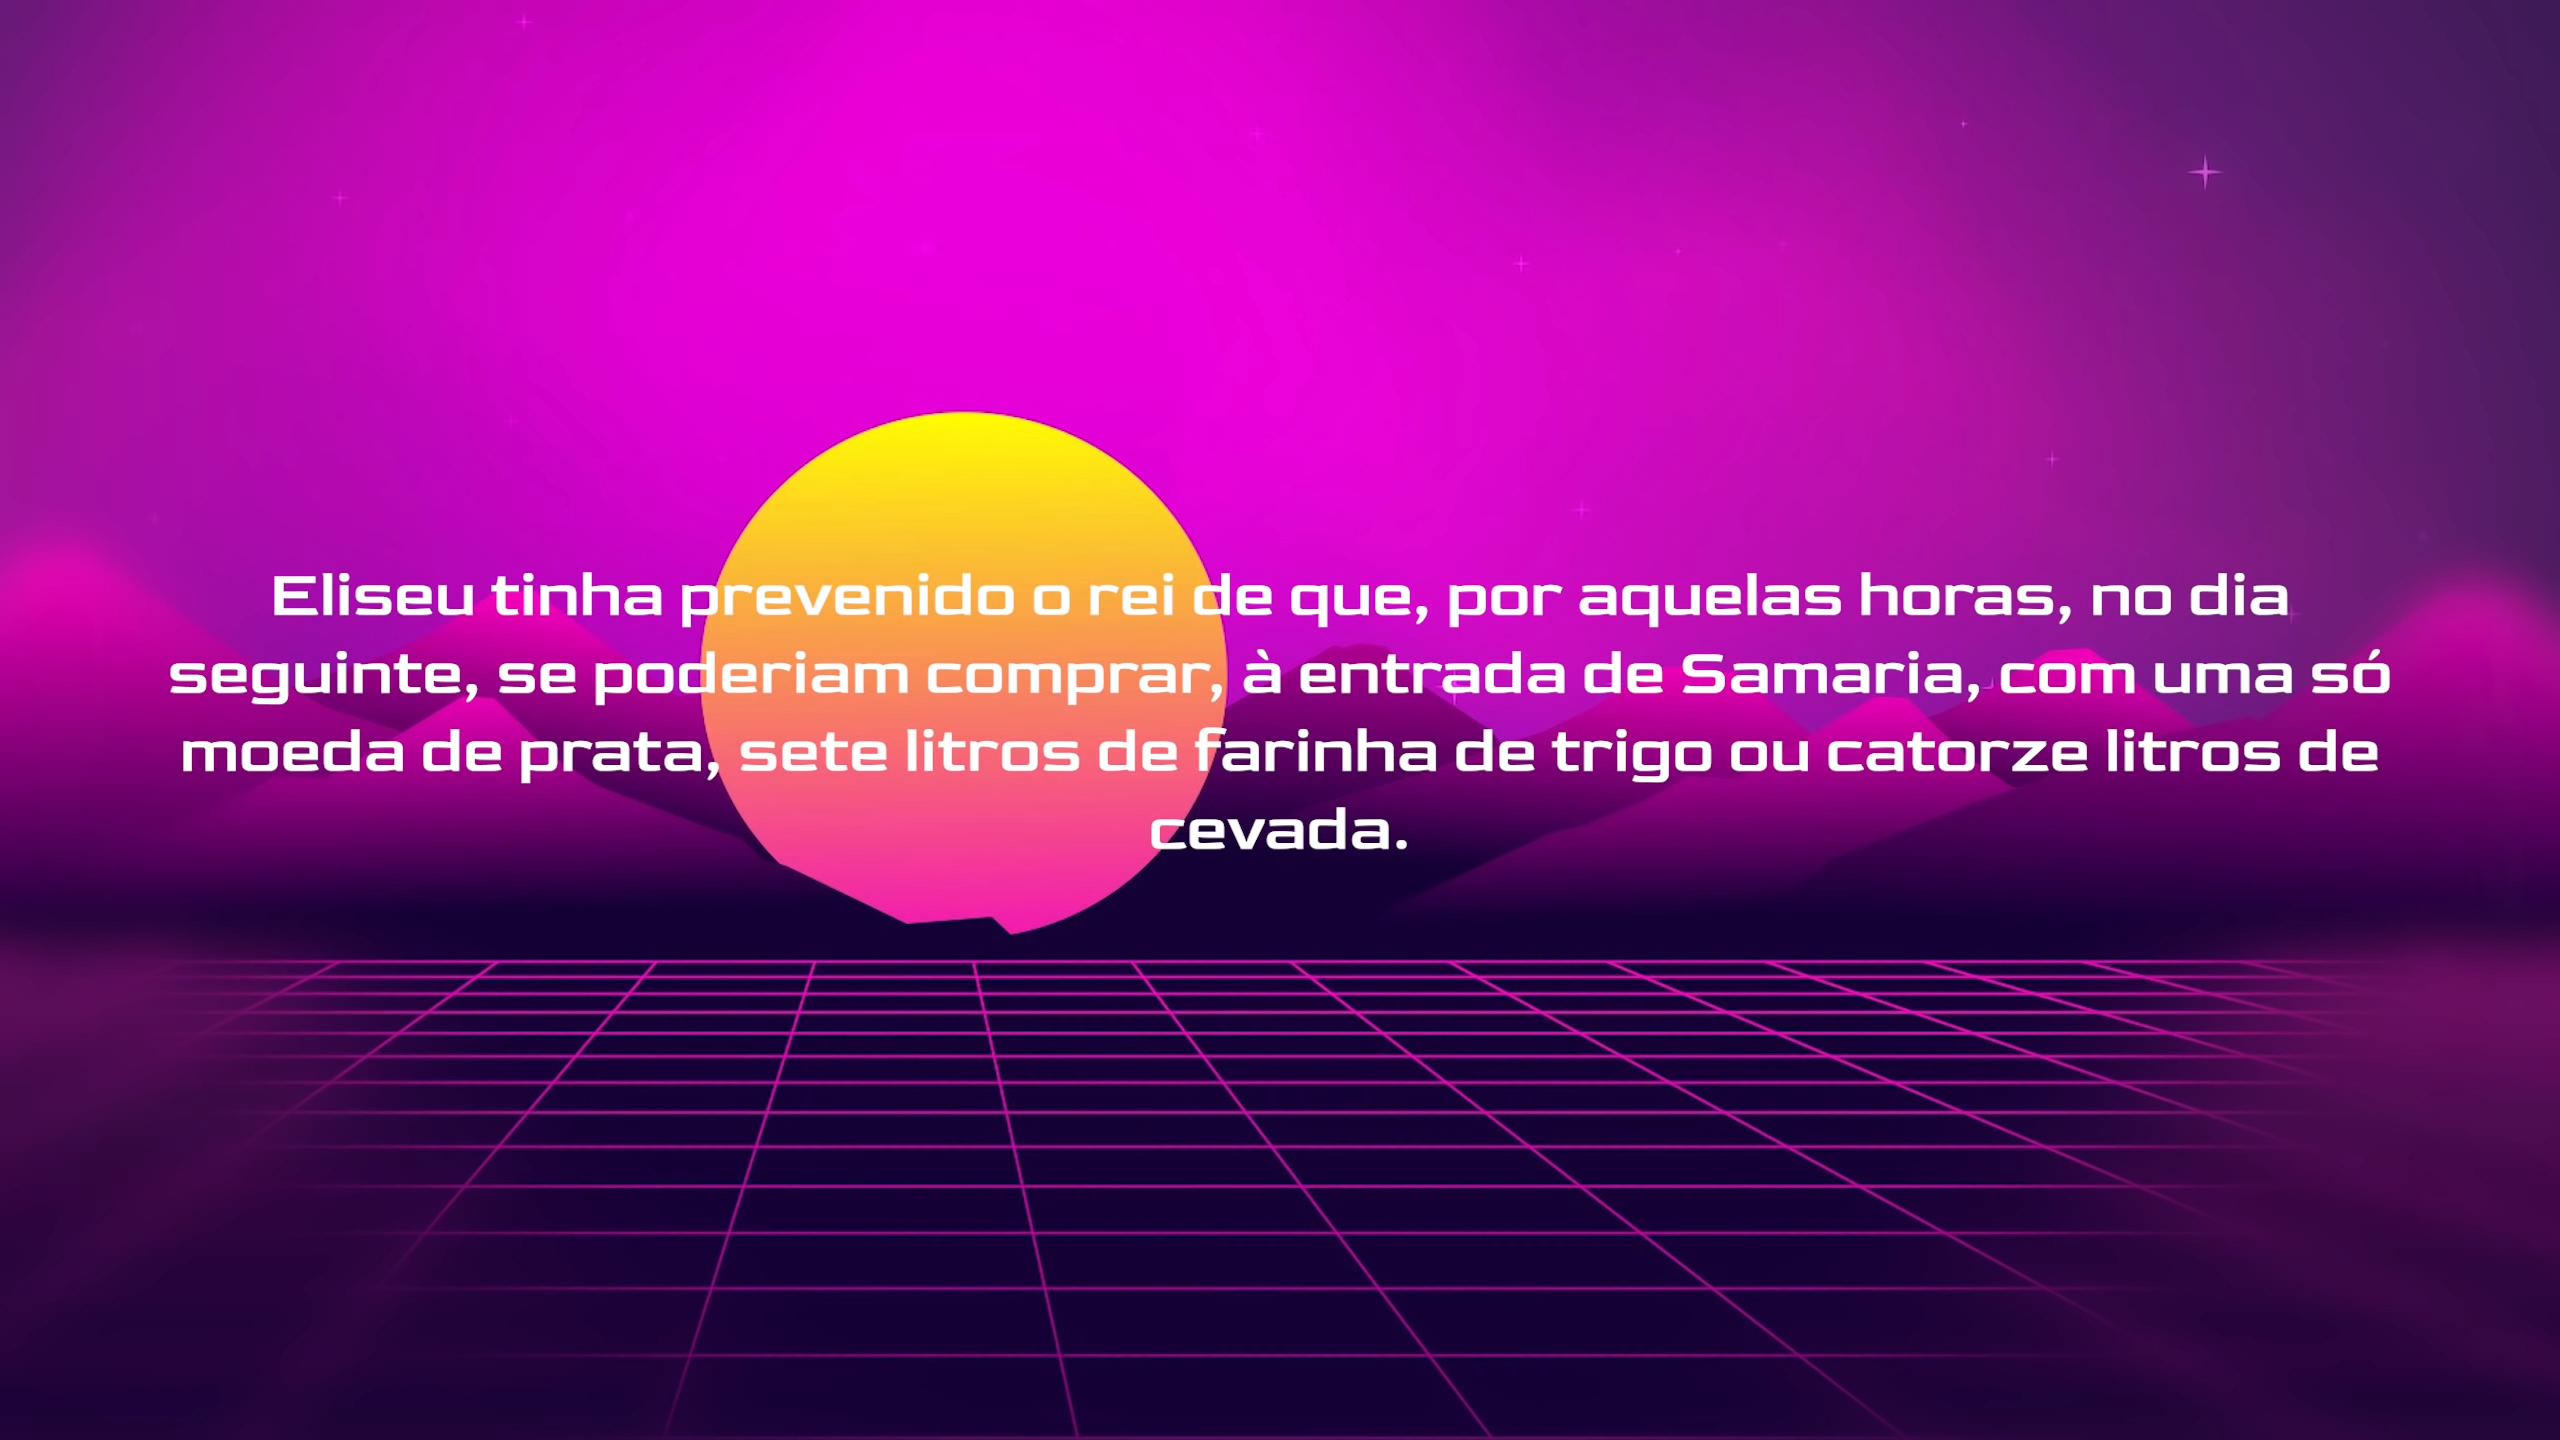 Eliseu tinha prevenido o rei de que, por aquelas horas, no dia
seguinte, se poderiam comprar, à entrada de Samaria, com uma só
moeda de prata, sete litros de farinha de trigo ou catorze litros de
cevada.